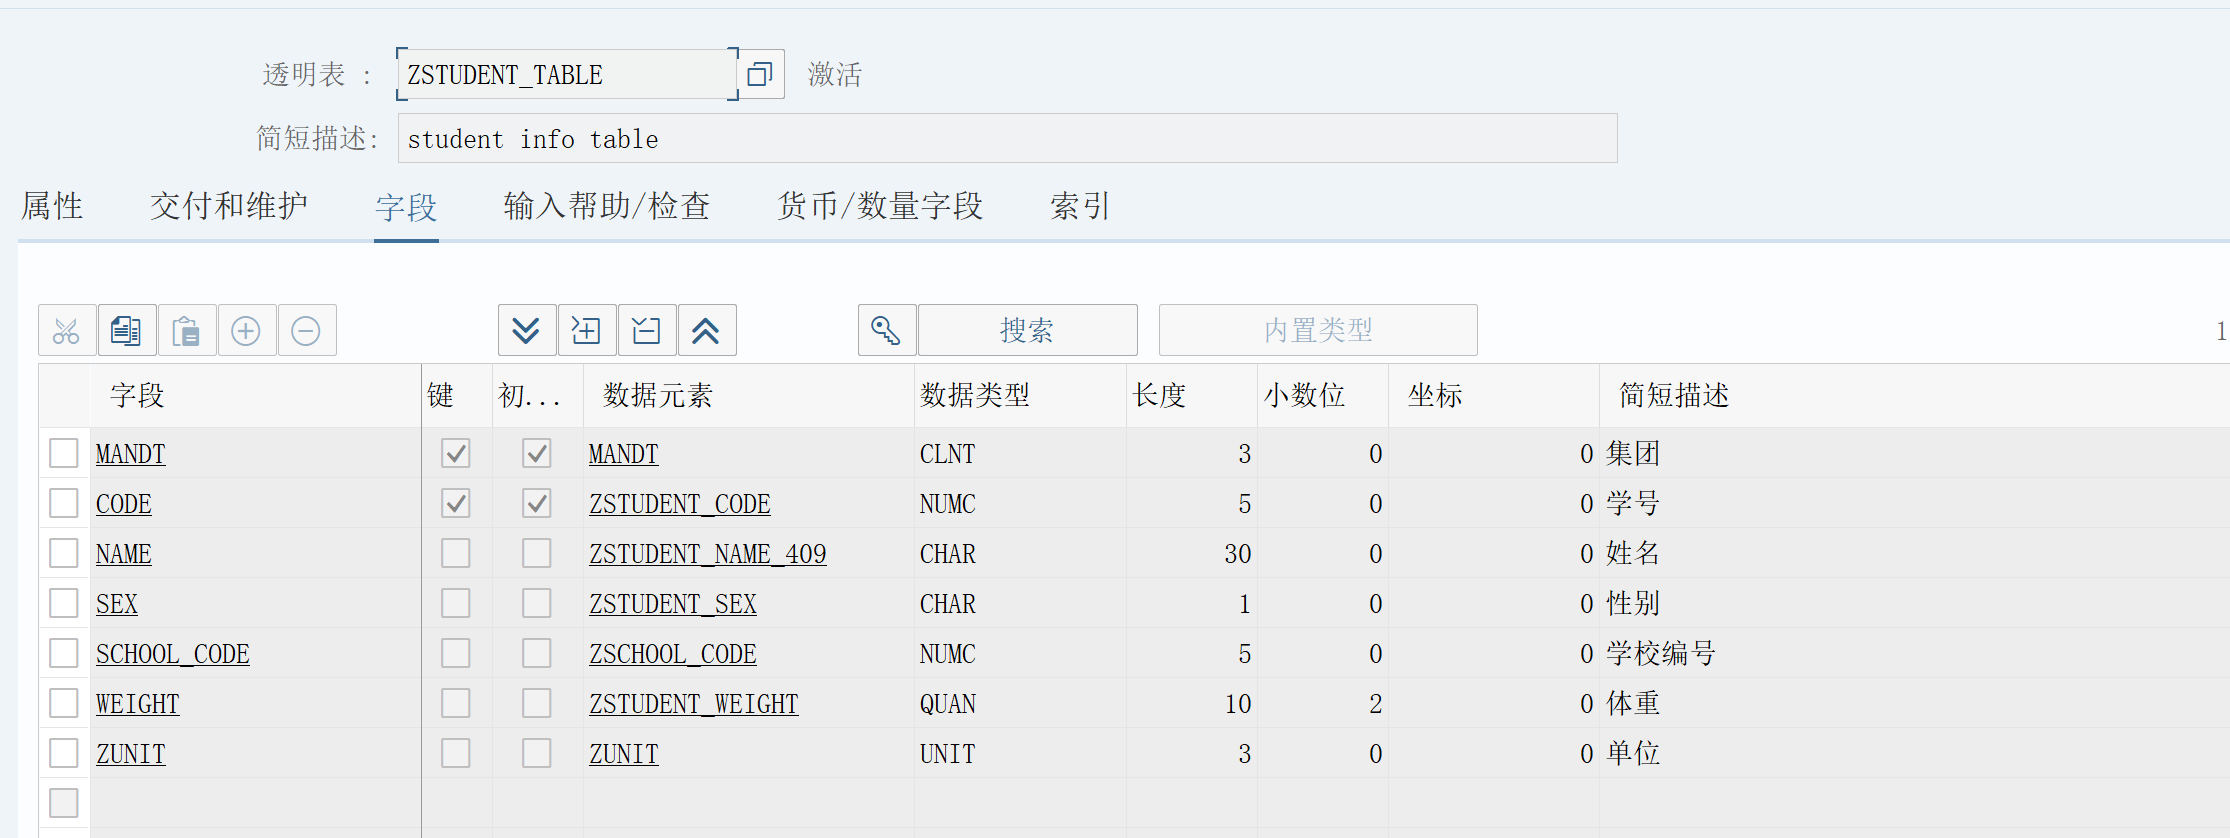 透明表 : ZSTUDENT_TABLE 激活
简短描述: student info table
属性 交付和维护 字段 输入帮助/检查 货币/数量字段 索引
搜索 内置类型 1
字段 键 初... 数据元素 数据类型 长度 小数位 坐标 简短描述
MANDT MANDT CLNT 3 0 0 集团
CODE ZSTUDENT_CODE NUMC 5 0 0 学号
NAME ZSTUDENT_NAME_409 CHAR 30 0 0 姓名
SEX ZSTUDENT_SEX CHAR 1 0 0 性别
SCHOOL_CODE ZSCHOOL_CODE NUMC 5 0 0 学校编号
WEIGHT ZSTUDENT_WEIGHT QUAN 10 2 0 体重
ZUNIT ZUNIT UNIT 3 0 0 单位